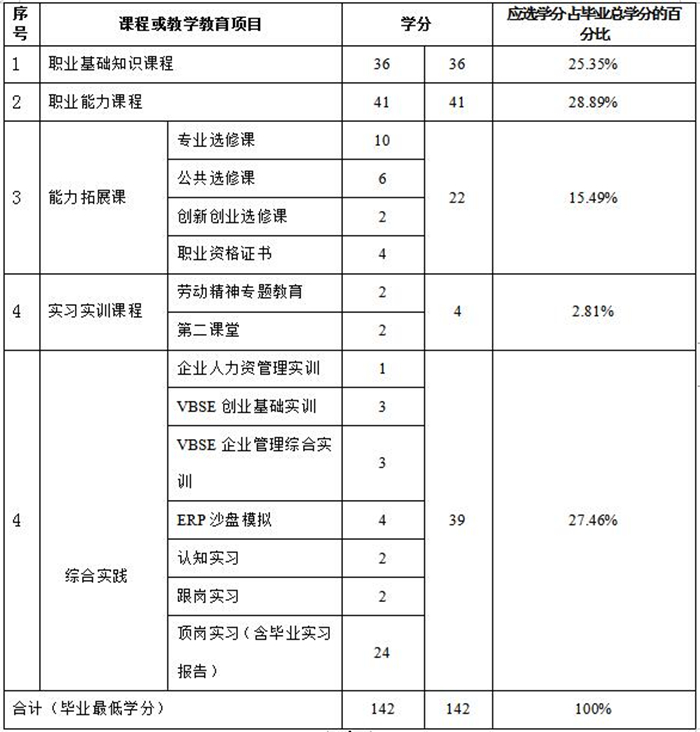 序号 课程或教学教育项目 学分 应选学分占毕业总学分的百分比
1 职业基础知识课程 36 36 25.35%
2 职业能力课程 41 41 28.89%
3 能力拓展课 专业选修课 10 22 15.49%
公共选修课 6
创新创业选修课 2
职业资格证书 4
4 实习实训课程 劳动精神专题教育 2 4 2.81%
第二课堂 2
4 综合实践 企业人力资管理实训 1 39 27.46%
VBSE 创业基础实训 3
VBSE 企业管理综合实训 3
ERP 沙盘模拟 4
认知实习 2
跟岗实习 2
顶岗实习（含毕业实习报告） 24
合计（毕业最低学分） 142 142 100%